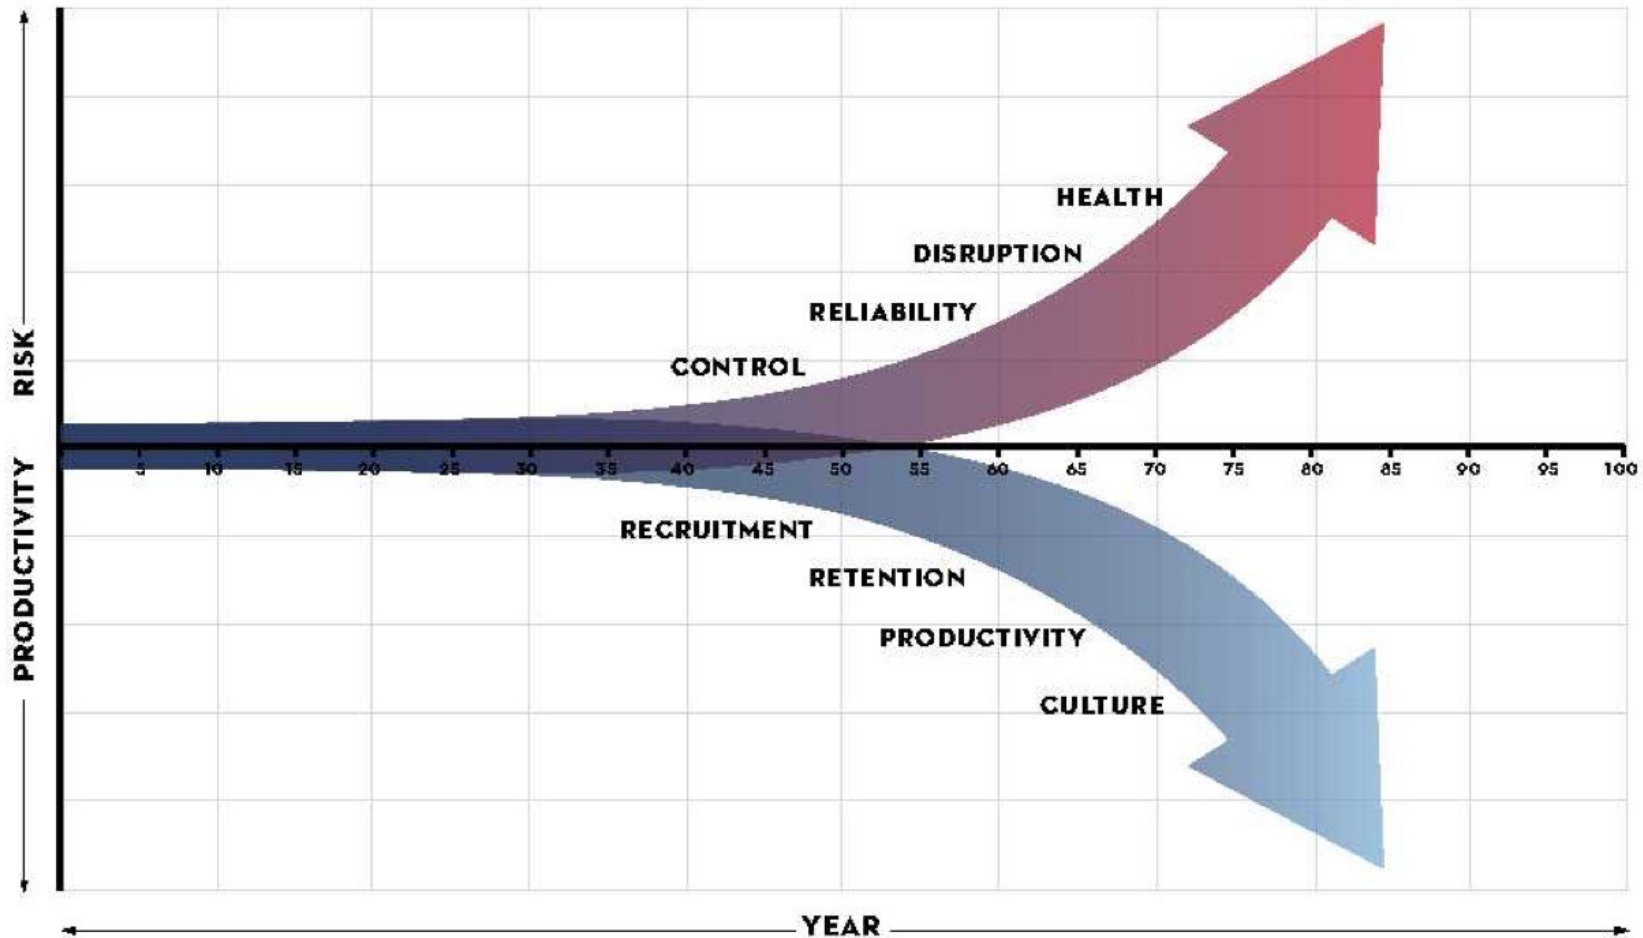 RISK
PRODUCTIVITY
HEALTH
DISRUPTION
RELIABILITY
CONTROL
5 10 15 20 25 30 35 40 45 50 55 60 65 70 75 80 85 90 95 100
RECRUITMENT
RETENTION
PRODUCTIVITY
CULTURE
YEAR